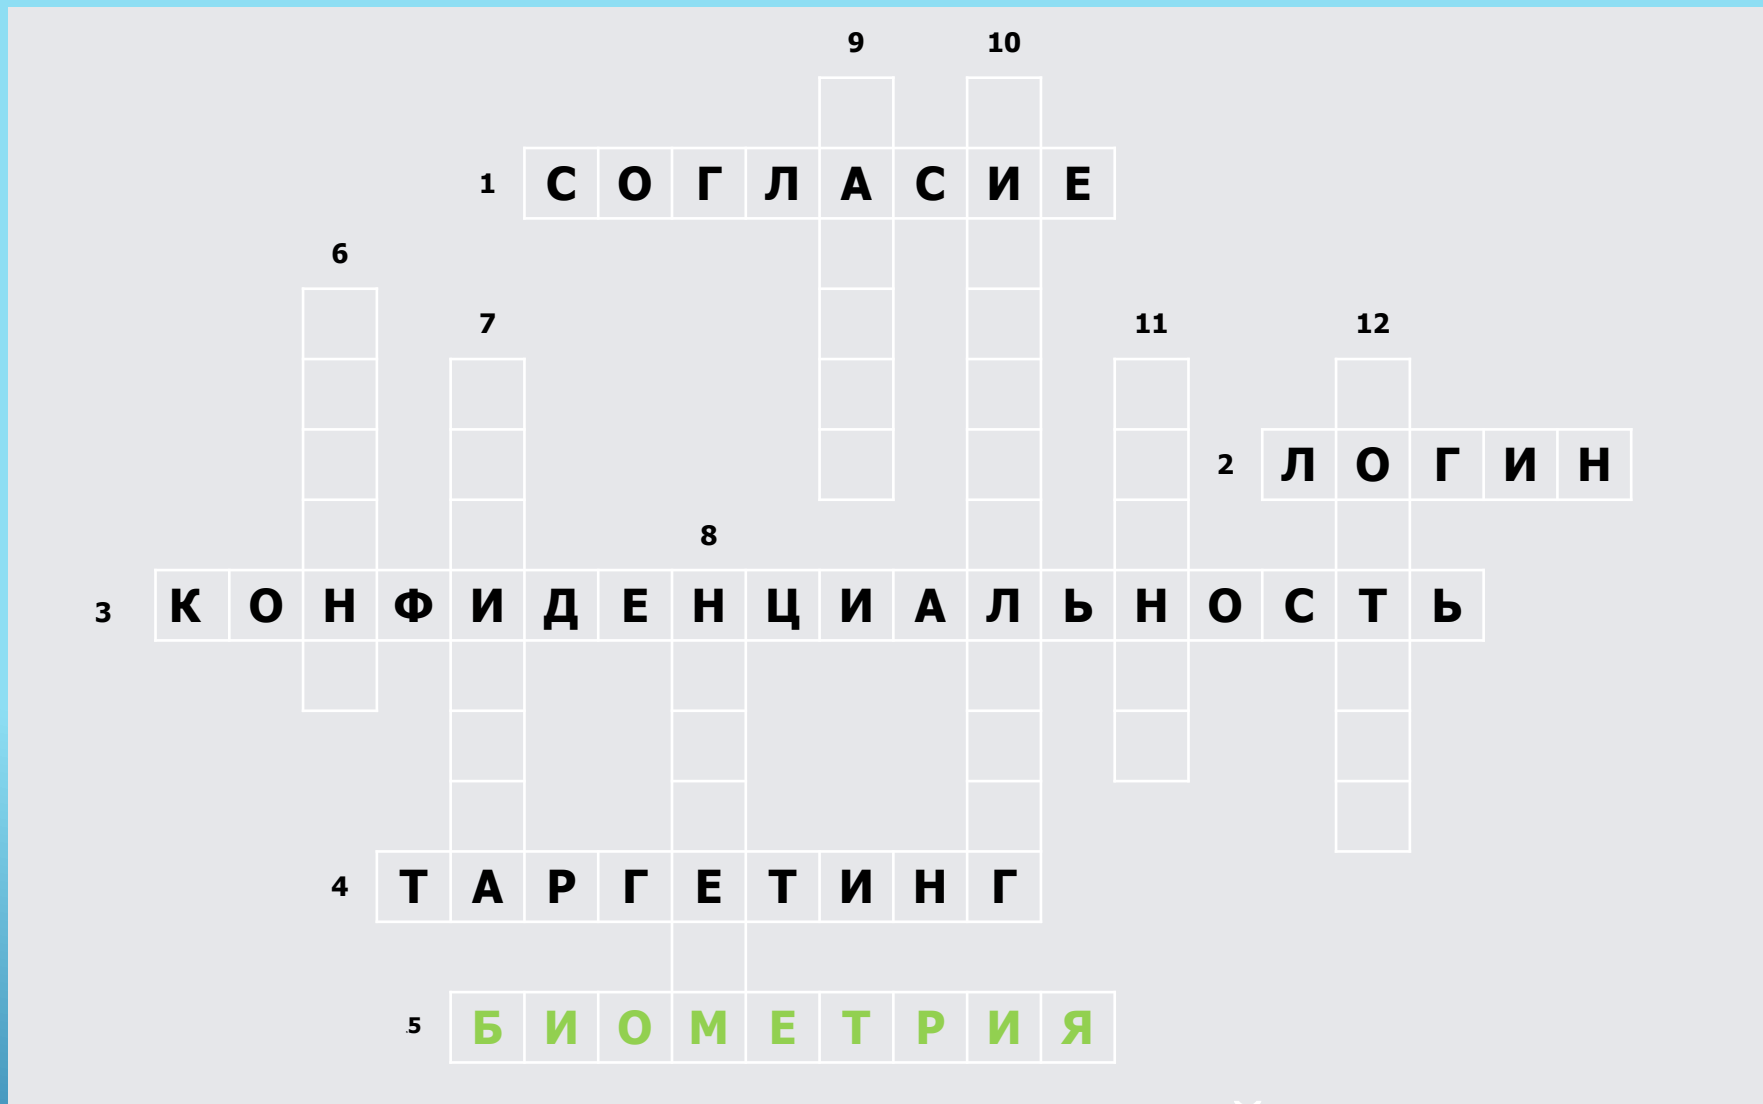 9 10
1 СОГЛАСИЕ
6
7 11 12
2 ЛОГИН
8
3 КОНФИДЕНЦИАЛЬНОСТЬ
4 ТАРГЕТИНГ
5 БИОМЕТРИЯ